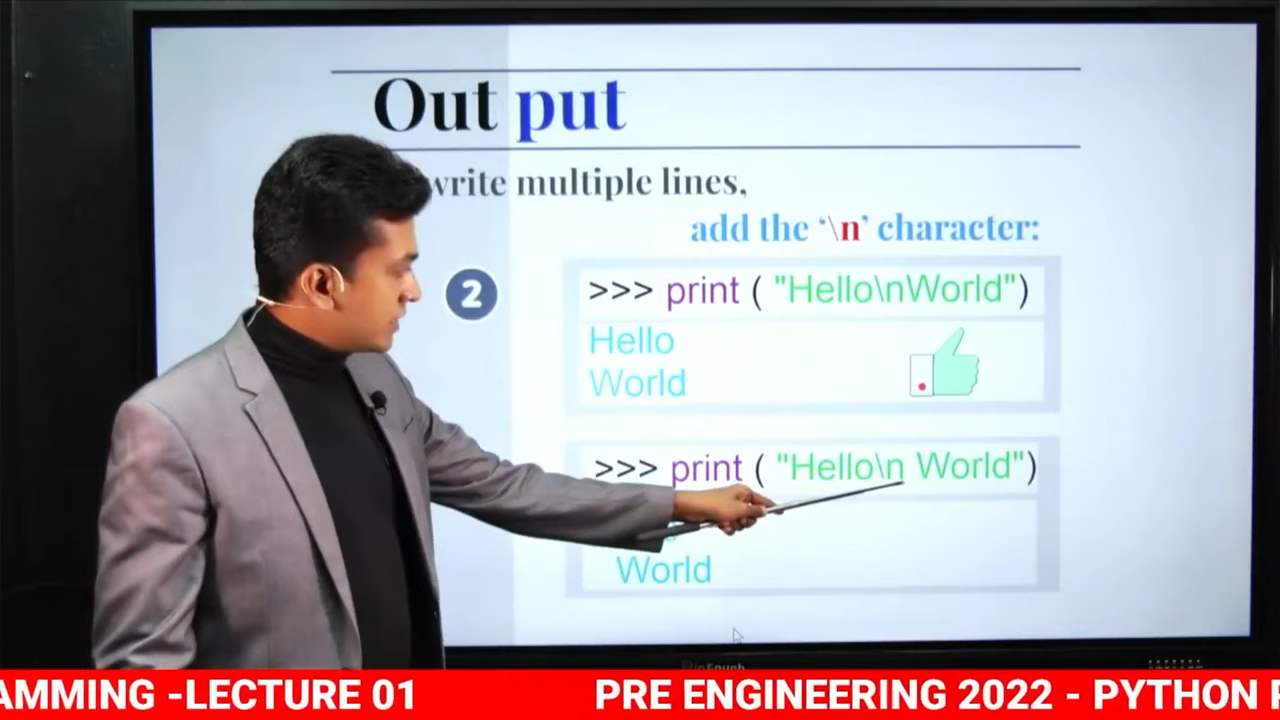 Out put
write multiple lines,
add the ‘\n’ character:
2
>>> print ( "Hello\nWorld")
Hello
World
>>> print ( "Hello\n World")
World
AMMING -LECTURE 01 PRE ENGINEERING 2022 - PYTHON